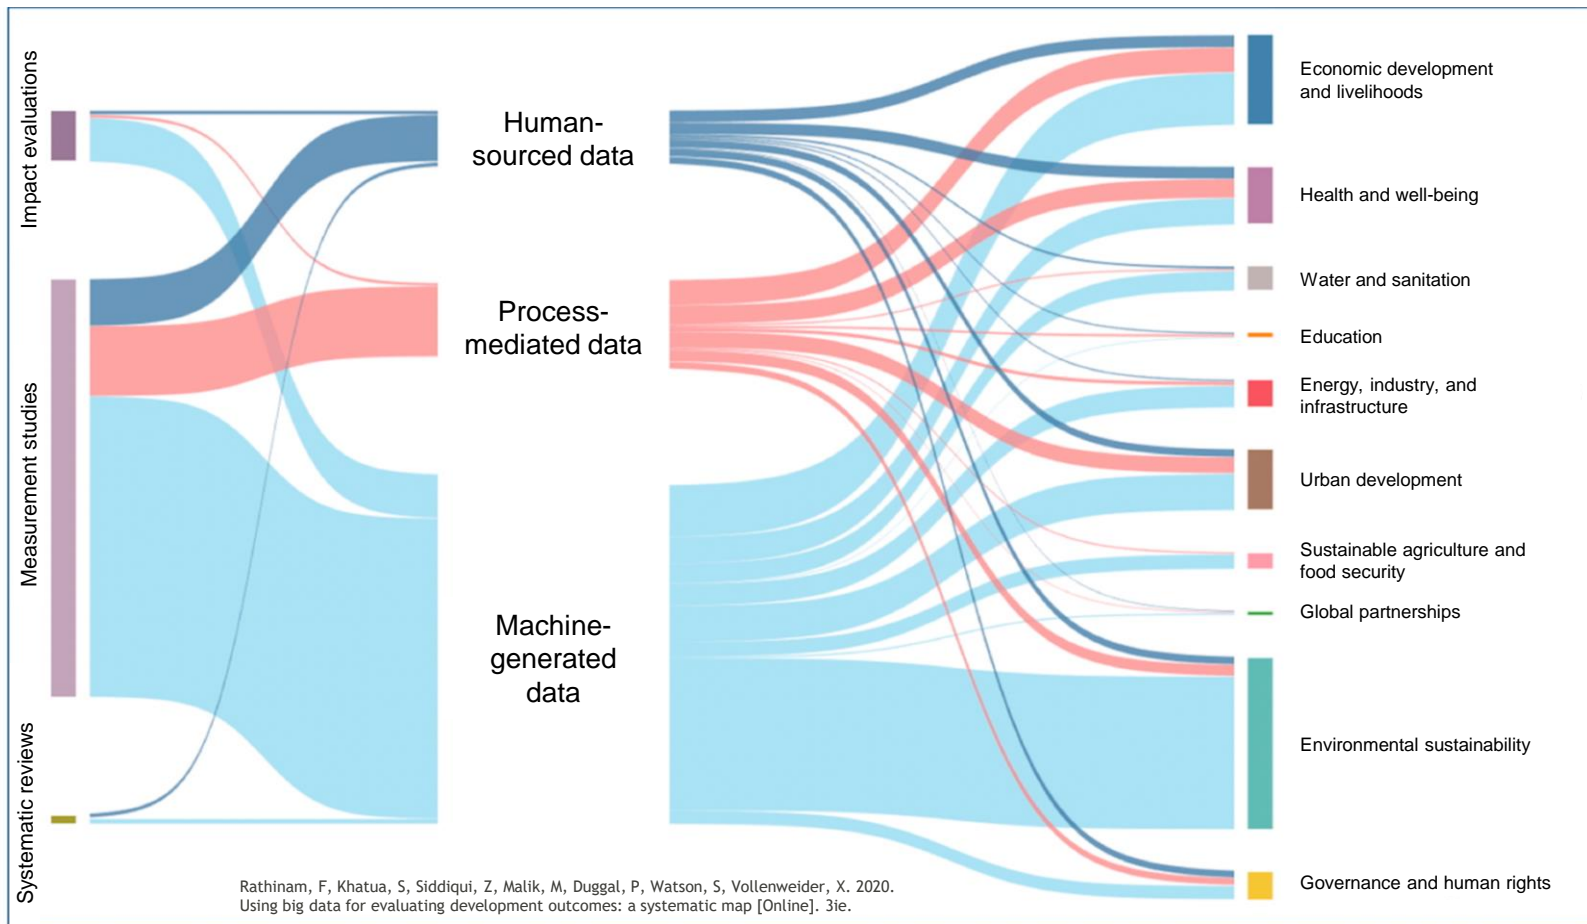 Impact evaluations
Measurement studies
Systematic reviews
Human-
sourced data
Process-
mediated data
Machine-
generated
data
Economic development
and livelihoods
Health and well-being
Water and sanitation
Education
Energy, industry, and
infrastructure
Urban development
Sustainable agriculture and
food security
Global partnerships
Environmental sustainability
Governance and human rights
Rathinam, F, Khatua, S, Siddiqui, Z, Malik, M, Duggal, P, Watson, S, Vollenweider, X. 2020.
Using big data for evaluating development outcomes: a systematic map [Online]. 3ie.